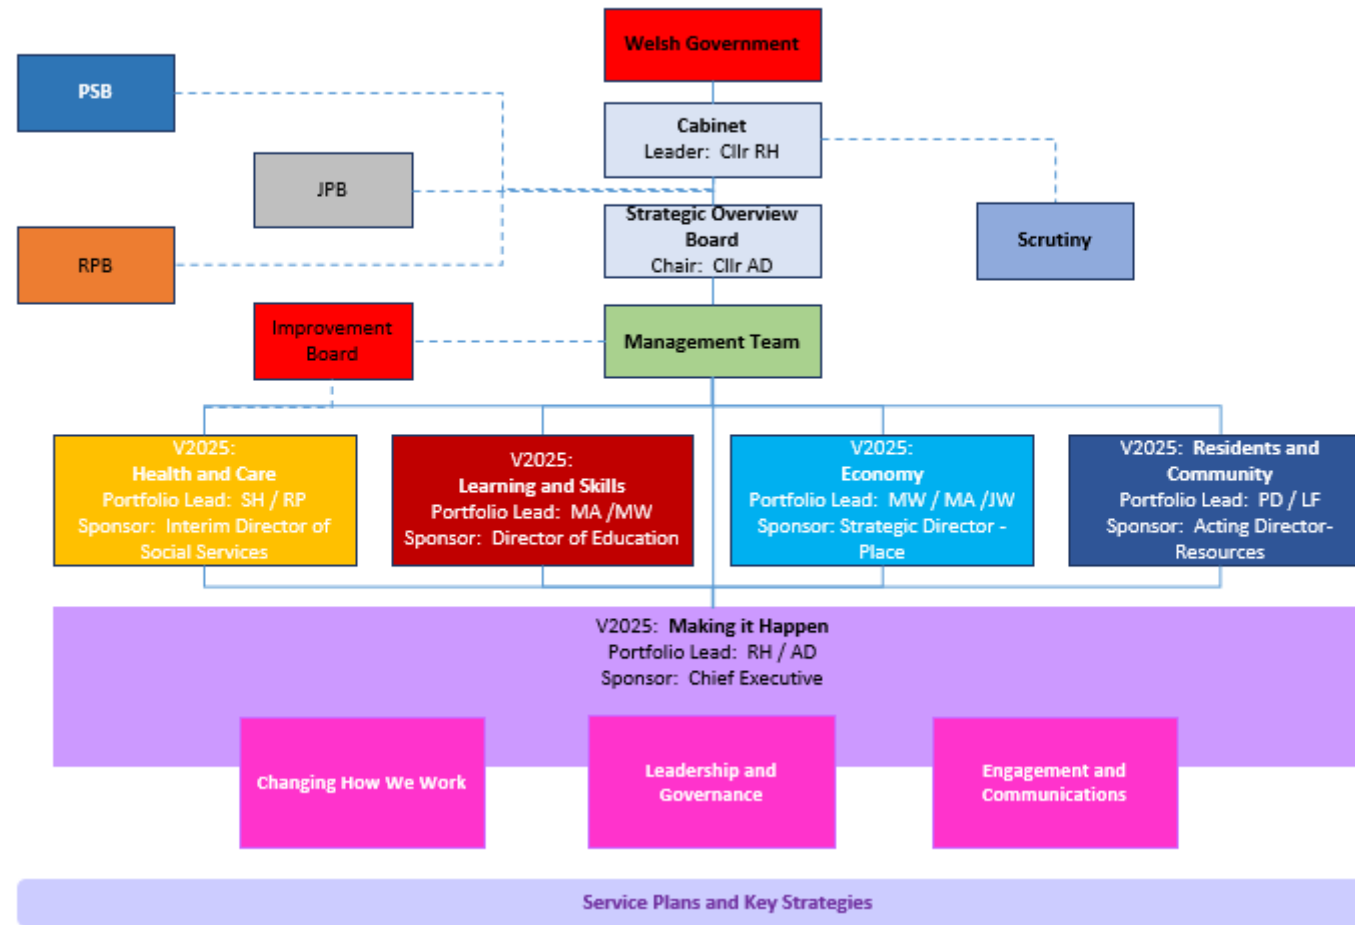 Welsh Government
PSB
Cabinet
Leader:  Cllr RH
JPB
Strategic Overview
Board
Chair:  Cllr AD
Scrutiny
RPB
Improvement
Board
Management Team
V2025:
Health and Care
Portfolio Lead:  SH / RP
Sponsor:  Interim Director of
Social Services
V2025:
Learning and Skills
Portfolio Lead:  MA /MW
Sponsor:  Director of Education
V2025:
Economy
Portfolio Lead:  MW / MA /JW
Sponsor: Strategic Director -
Place
V2025:  Residents and
Community
Portfolio Lead:  PD / LF
Sponsor:  Acting Director-
Resources
V2025:  Making it Happen
Portfolio Lead:  RH / AD
Sponsor:  Chief Executive
Changing How We Work
Leadership and
Governance
Engagement and
Communications
Service Plans and Key Strategies